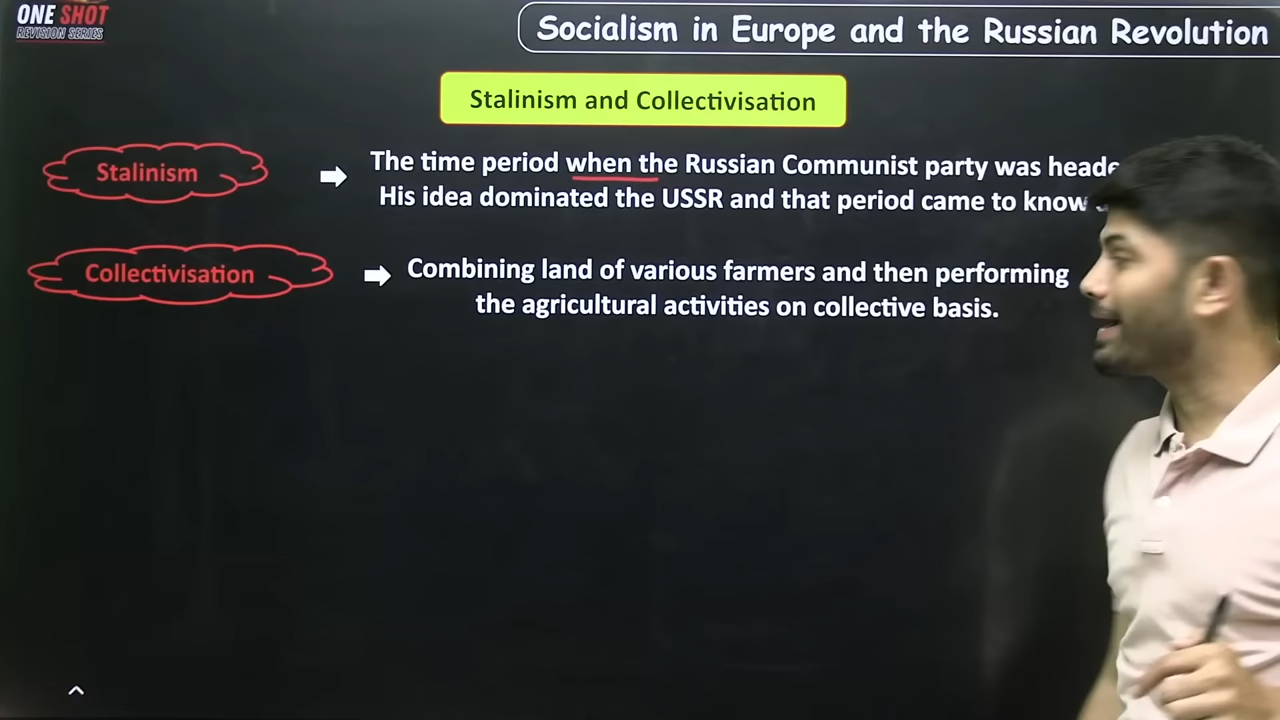 ONE SHOT
REVISION SERIES
Socialism in Europe and the Russian Revolution
Stalinism and Collectivisation
Stalinism
The time period when the Russian Communist party was heade
His idea dominated the USSR and that period came to know
Collectivisation
Combining land of various farmers and then performing
the agricultural activities on collective basis.